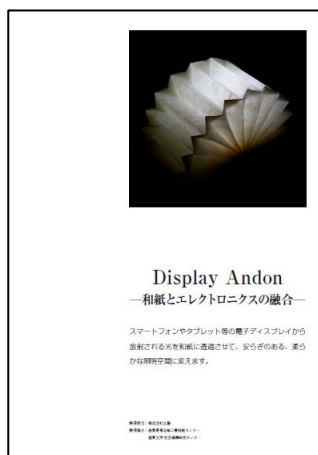 Display Andon
―和紙とエレクトロニクスの融合―
スマートフォンやタブレット等の電子ディスプレイから
放射される光を和紙に透過させて、安らぎのある、柔ら
かな照明空間に変えます。